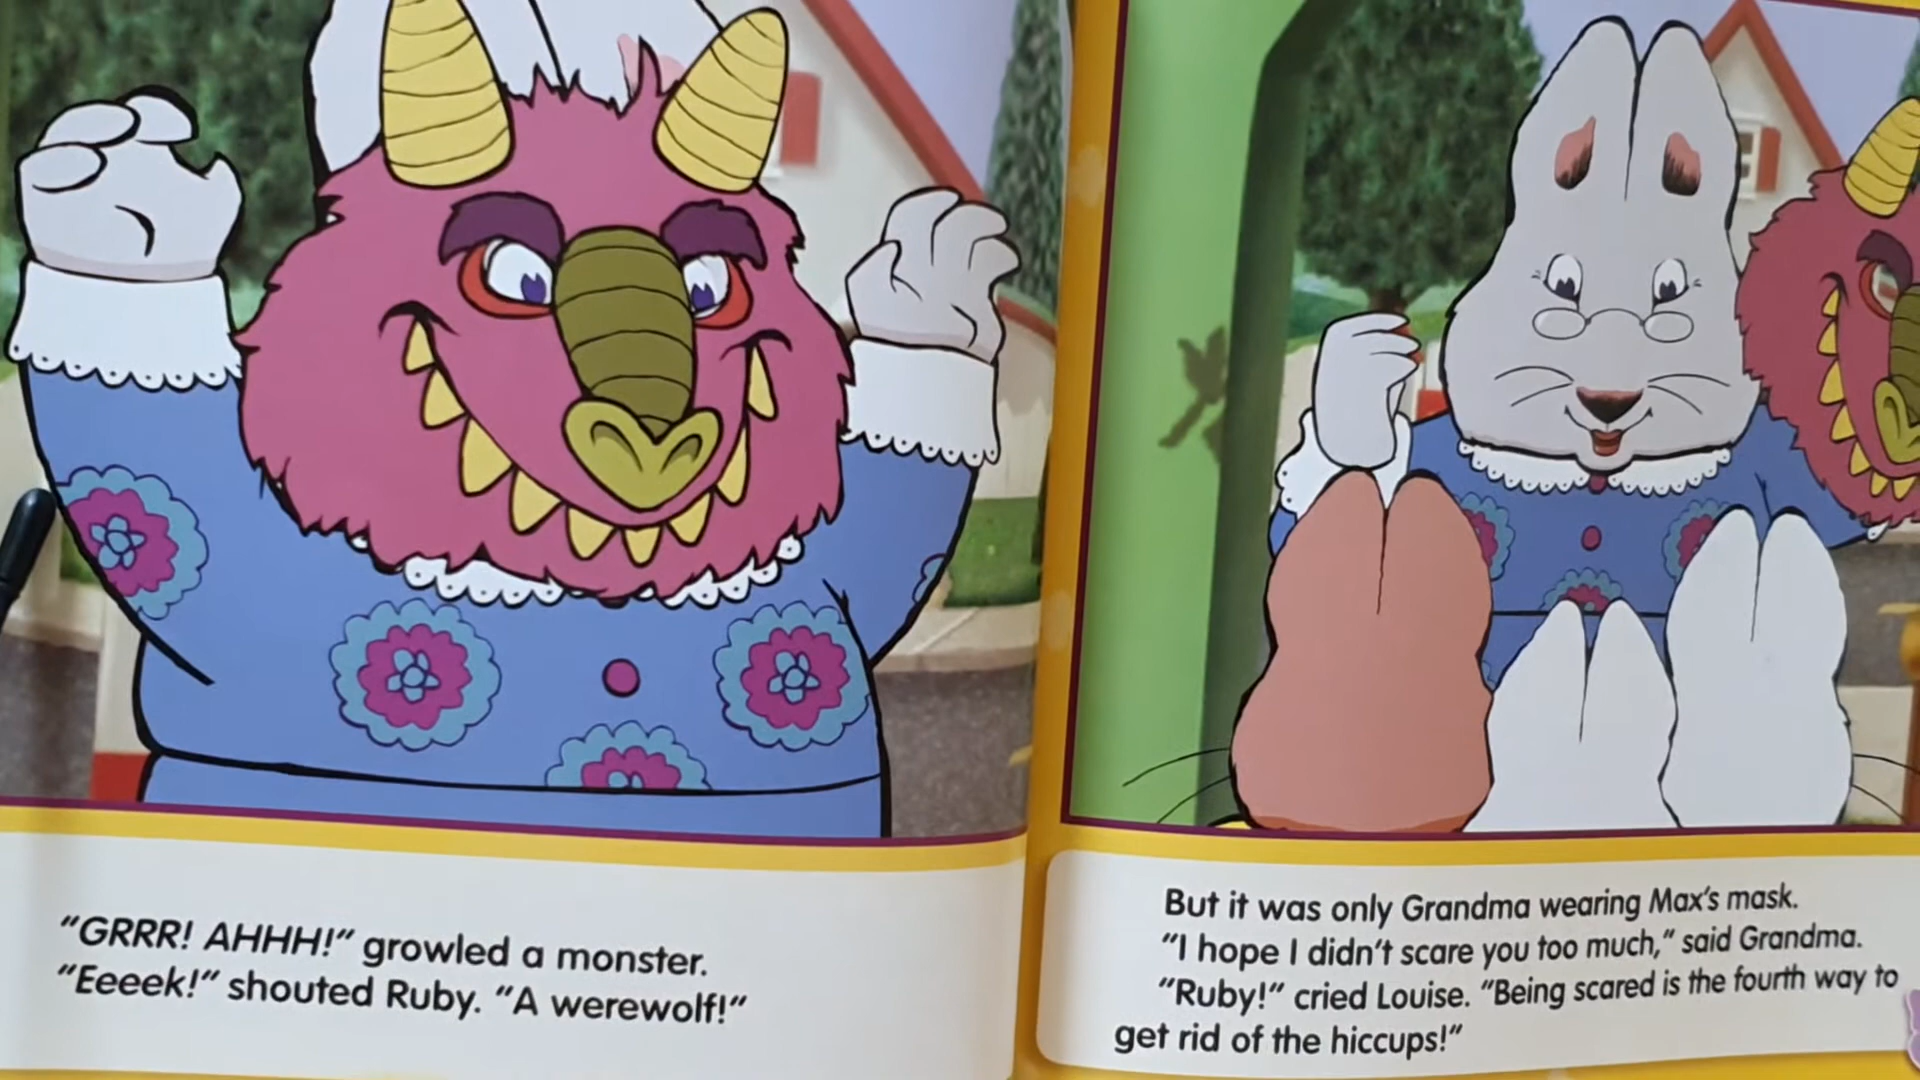 “GRRR! AHHH!” growled a monster.
“Eeeek!” shouted Ruby. “A werewolf!”
But it was only Grandma wearing Max’s mask.
“I hope I didn’t scare you too much,” said Grandma.
“Ruby!” cried Louise. “Being scared is the fourth way to
get rid of the hiccups!”